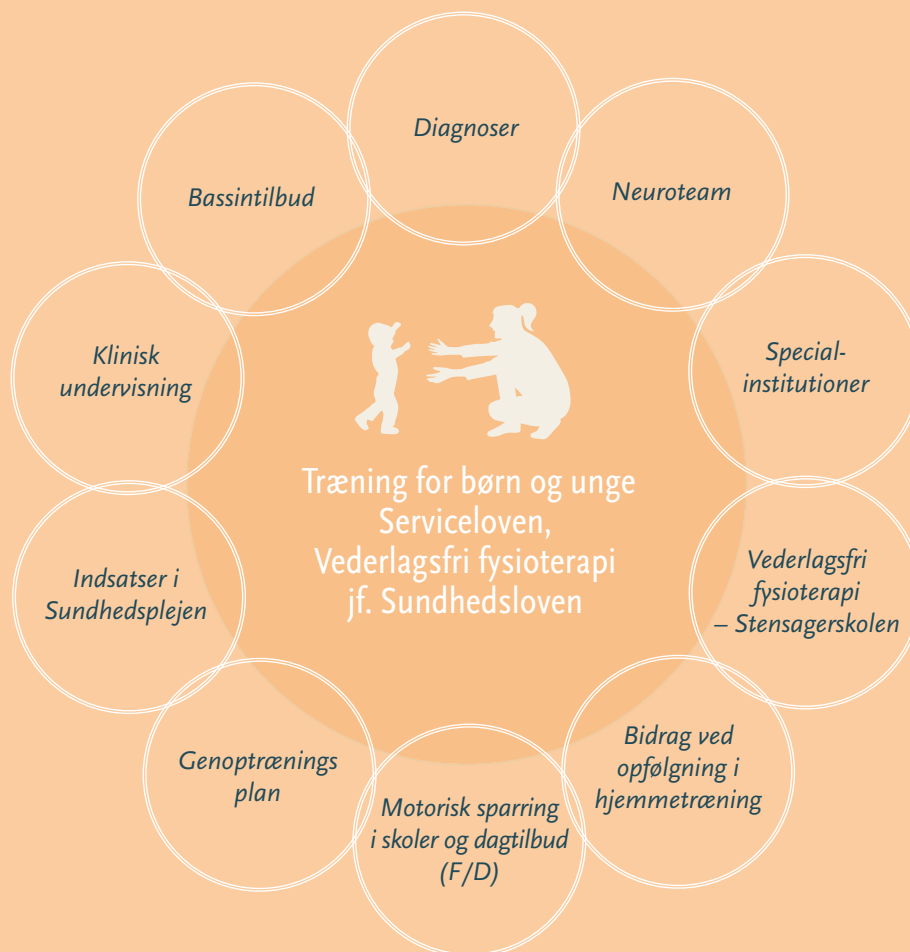 Diagnoser
Neuroteam
Special-
institutioner
Vederlagsfri
fysioterapi
– Stensagerskolen
Bidrag ved
opfølgning i
hjemmetræning
Motorisk sparring
i skoler og dagtilbud
(F/D)
Genoptrænings
plan
Indsatser i
Sundhedsplejen
Klinisk
undervisning
Bassintilbud
Træning for børn og unge
Serviceloven,
Vederlagsfri fysioterapi
jf. Sundhedsloven